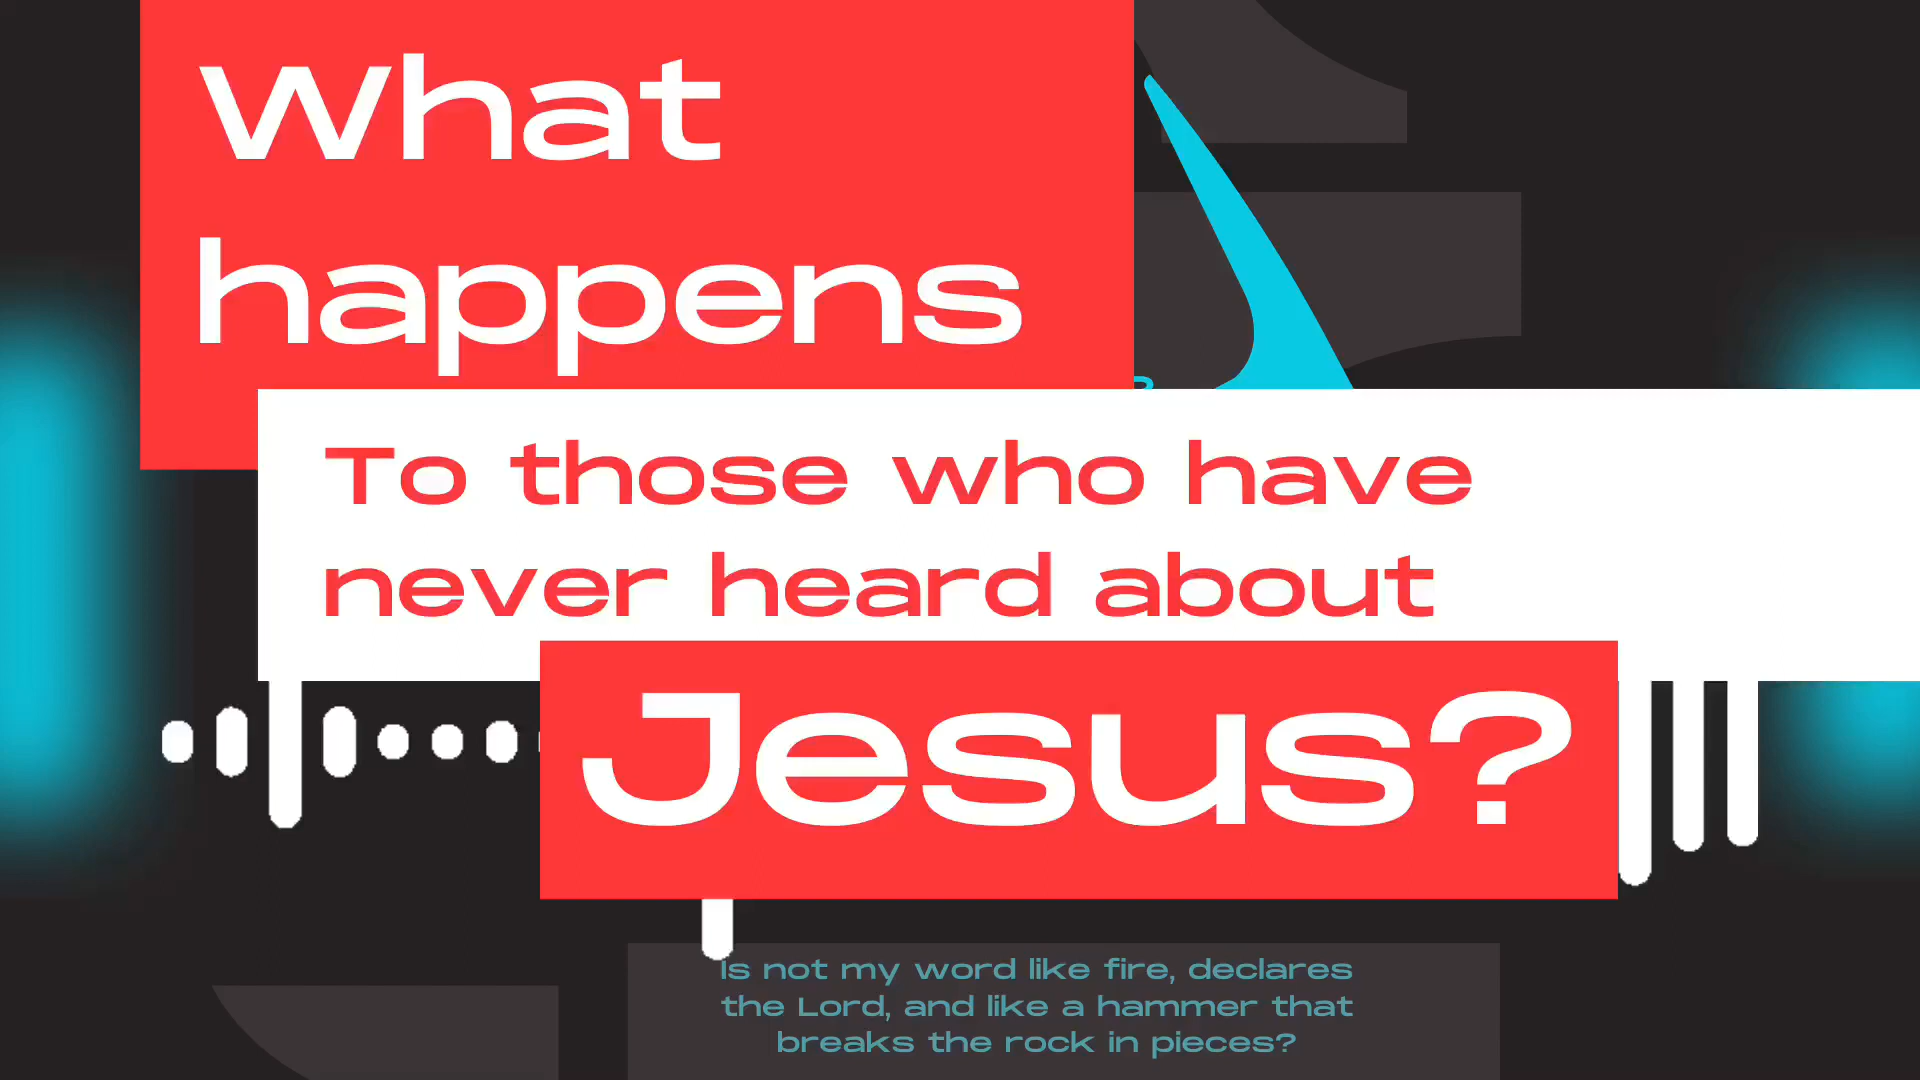 What
happens
To those who have
never heard about
Jesus?
Is not my word like fire, declares
the Lord, and like a hammer that
breaks the rock in pieces?